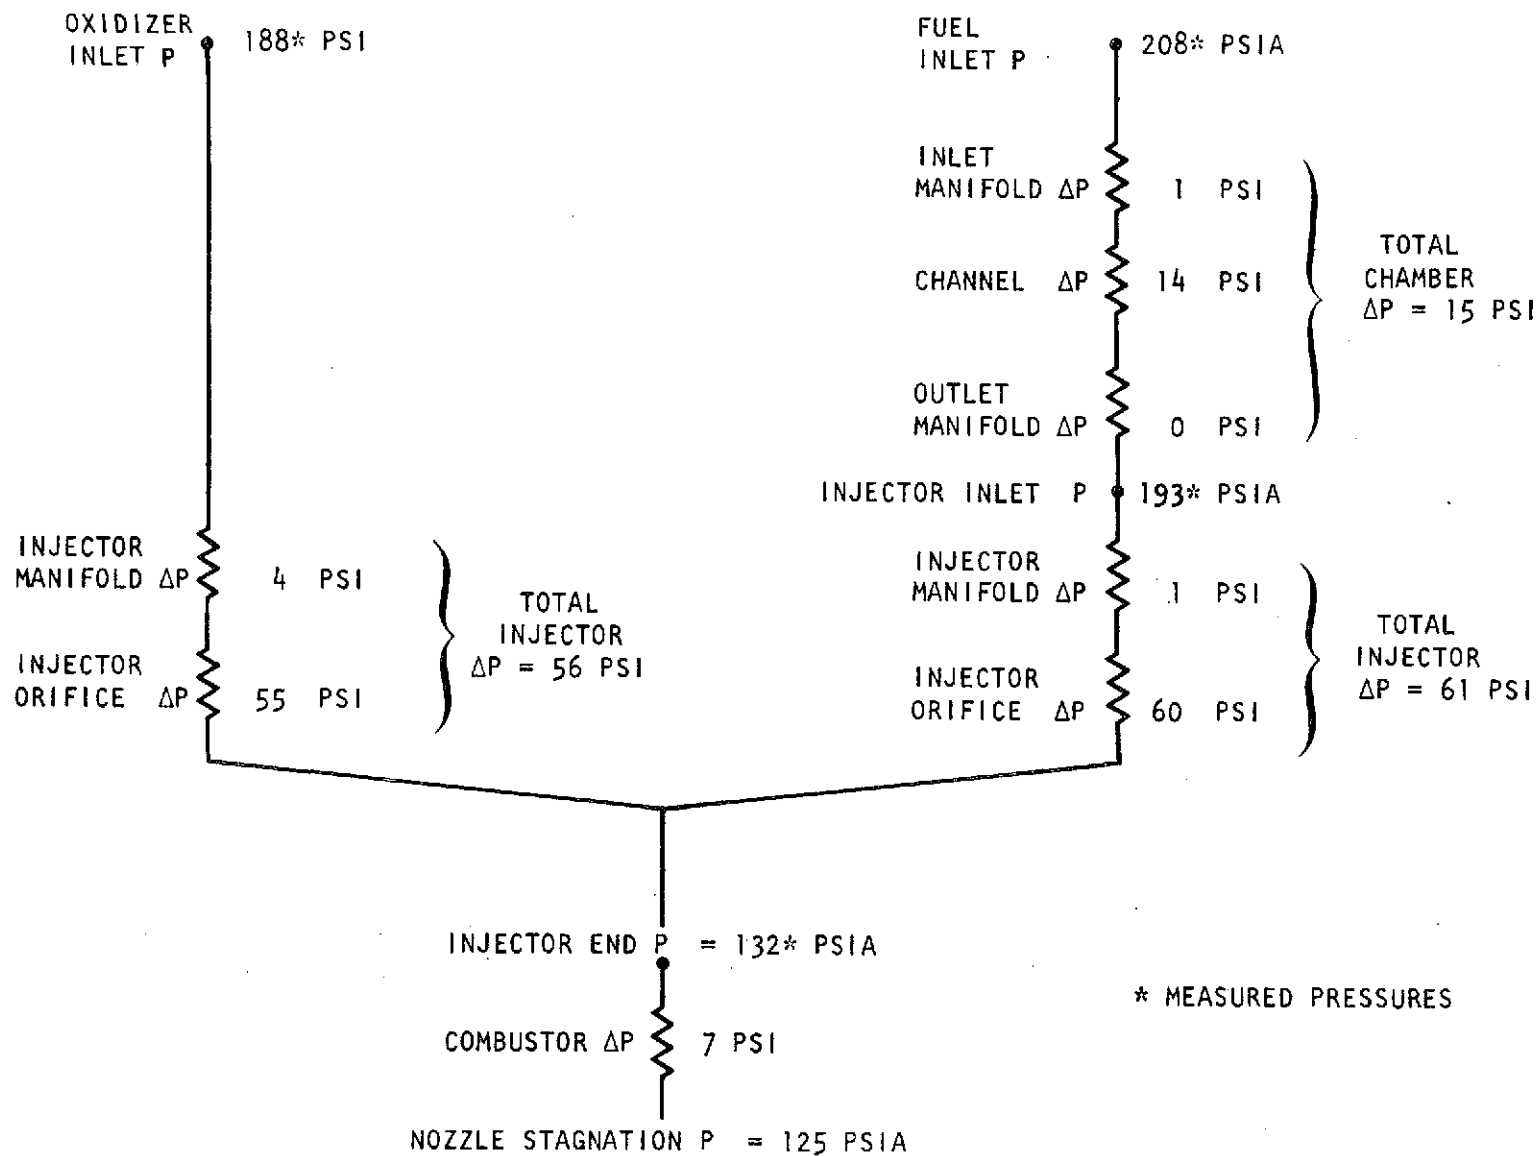 OXIDIZER
INLET P
188* PSI
FUEL
INLET P
208* PSIA
INLET
MANIFOLD ΔP
1 PSI
CHANNEL ΔP
14 PSI
OUTLET
MANIFOLD ΔP
0 PSI
TOTAL
CHAMBER
ΔP = 15 PSI
INJECTOR INLET P
193* PSIA
INJECTOR
MANIFOLD ΔP
4 PSI
INJECTOR
ORIFICE ΔP
55 PSI
TOTAL
INJECTOR
ΔP = 56 PSI
INJECTOR
MANIFOLD ΔP
1 PSI
INJECTOR
ORIFICE ΔP
60 PSI
TOTAL
INJECTOR
ΔP = 61 PSI
INJECTOR END P = 132* PSIA
COMBUSTOR ΔP
7 PSI
NOZZLE STAGNATION P = 125 PSIA
* MEASURED PRESSURES